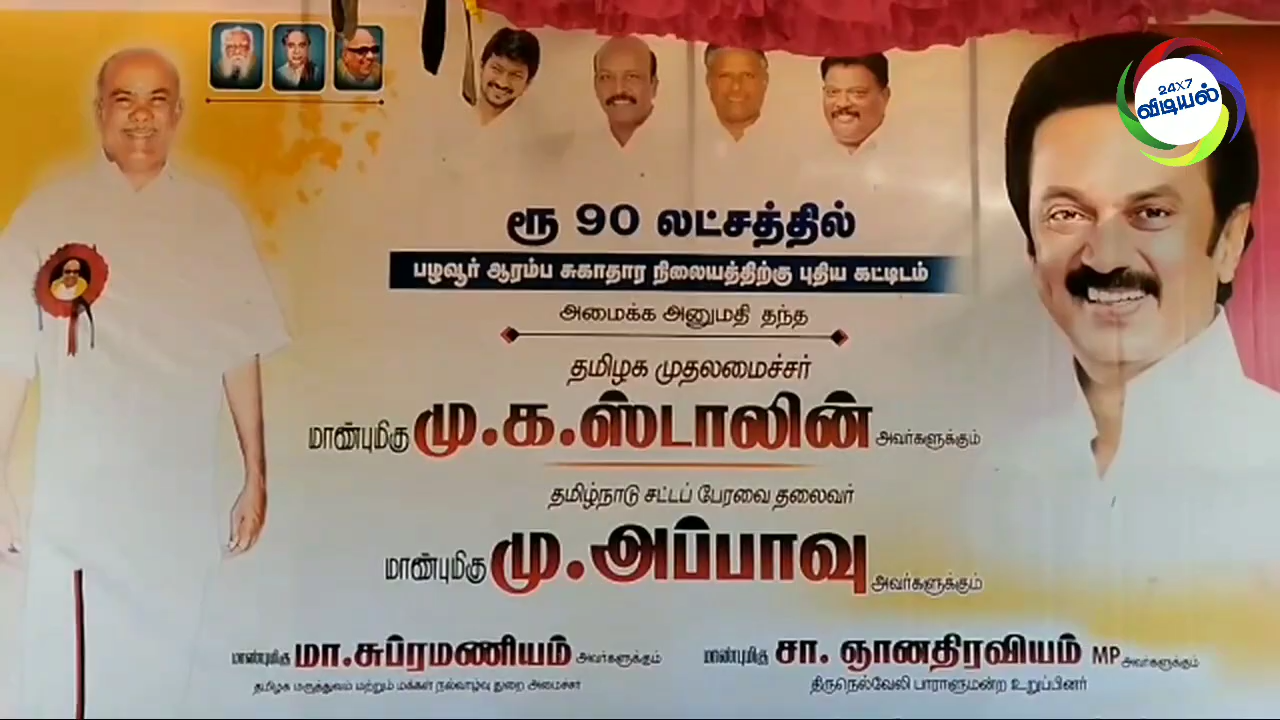 24X7
விடியல்
ரூ 90 லட்சத்தில்
பழவூர் ஆரம்ப சுகாதார நிலையத்திற்கு புதிய கட்டிடம்
அமைக்க அனுமதி தந்த
தமிழக முதலமைச்சர்
மாண்புமிகு மு.க.ஸ்டாலின் அவர்களுக்கும்
தமிழ்நாடு சட்டப் பேரவை தலைவர்
மாண்புமிகு மு.அப்பாவு அவர்களுக்கும்
மாண்புமிகு மா.சுப்ரமணியம் அவர்களுக்கும்
தமிழக மருத்துவம் மற்றும் மக்கள் நல்வாழ்வு துறை அமைச்சர்
மாண்புமிகு சா. ஞானதிரவியம் MP அவர்களுக்கும்
திருநெல்வேலி பாராளுமன்ற உறுப்பினர்